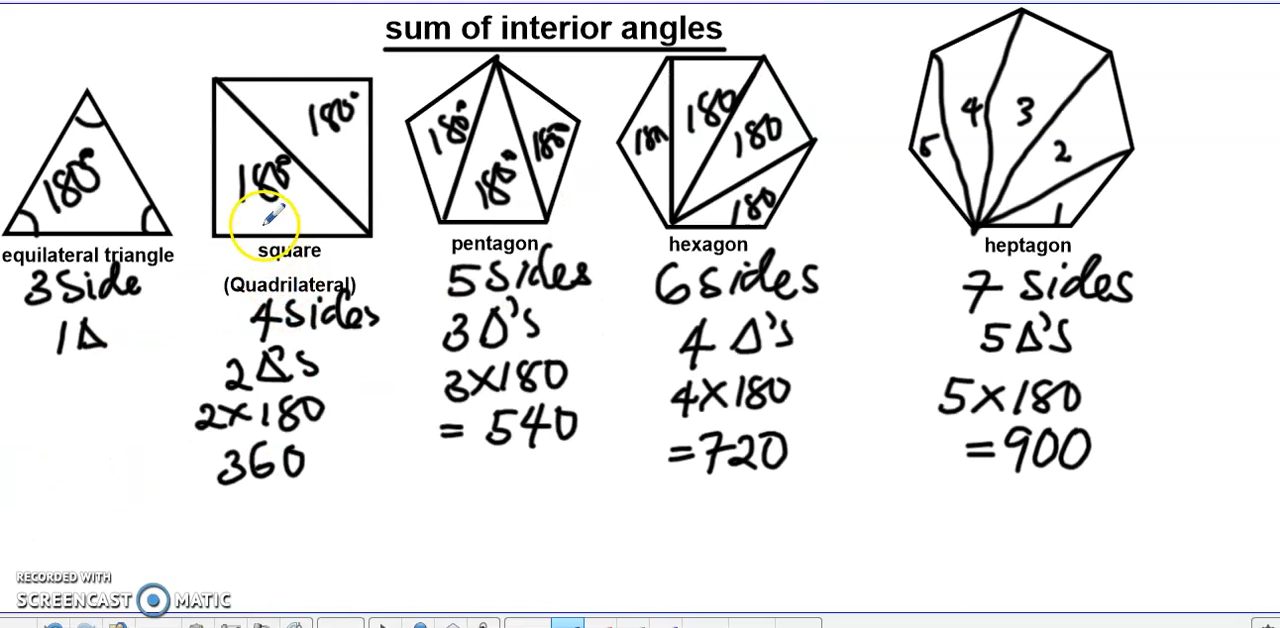 sum of interior angles
180°
equilateral triangle
3 Side
1 Δ
180°
180°
square
(Quadrilateral)
4 sides
2 Δ's
2 × 180
360
180°
180°
180°
pentagon
5 sides
3 Δ's
3 × 180
= 540
180
180
180
180
hexagon
6 sides
4 Δ's
4 × 180
= 720
5
4
3
2
1
heptagon
7 sides
5 Δ's
5 × 180
= 900
RECORDED WITH
SCREENCAST MATIC